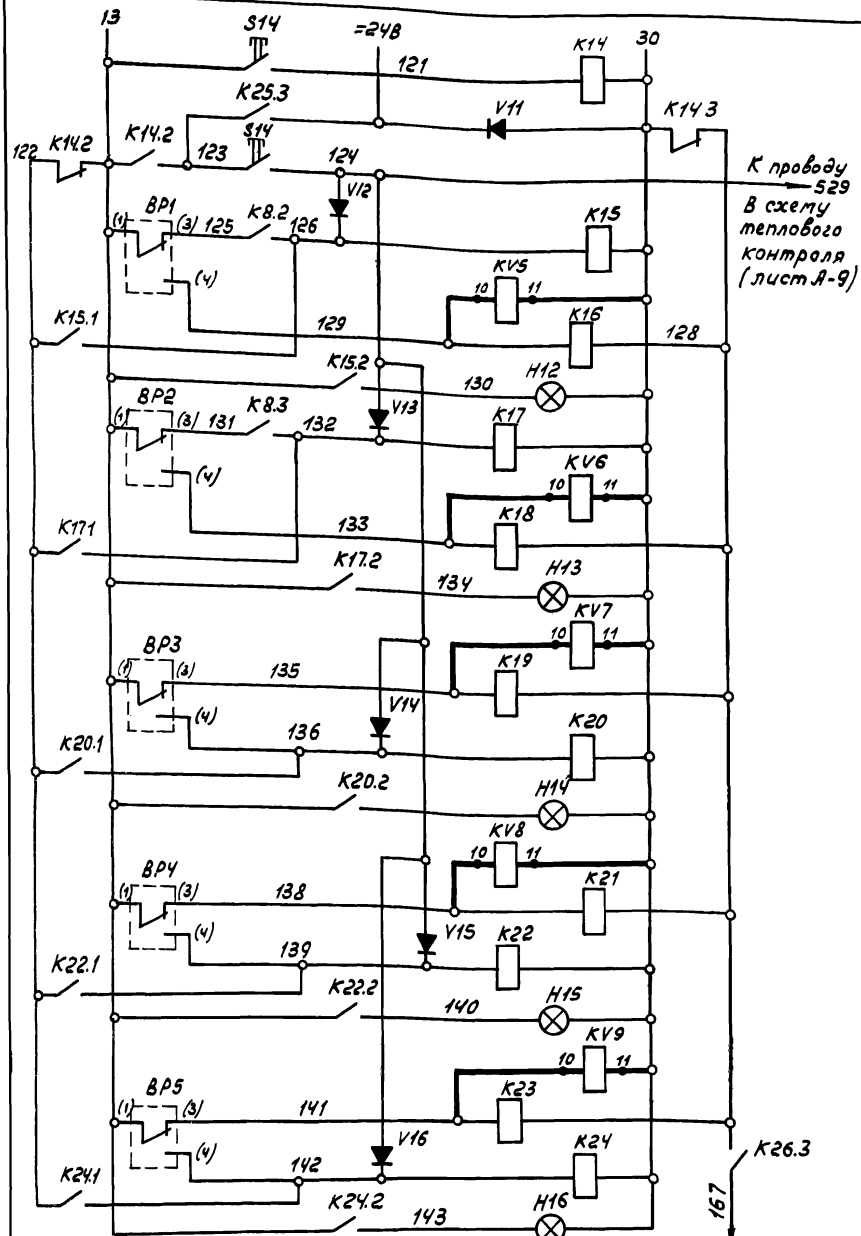 13
S14
=24В
30
121
K14
K25.3
V11
K14.3
122
K14.2
K14.2
123
S14
124
К проводу
529
В схему
теплового
контроля
(лист А-9)
V12
BP1
(1)
(3)
125
K8.2
126
K15
(4)
10
KV5
11
129
K16
128
K15.1
K15.2
130
H12
BP2
V13
(1)
(3)
131
K8.3
132
K17
(4)
10
KV6
11
133
K18
K17.1
K17.2
134
H13
KV7
10
11
BP3
(1)
(3)
135
K19
(4)
V14
136
K20
K20.1
K20.2
H14
KV8
10
11
BP4
(1)
(3)
138
K21
(4)
V15
139
K22
K22.1
K22.2
140
H15
KV9
10
11
BP5
(1)
(3)
141
K23
(4)
V16
142
K24
K26.3
K24.1
K24.2
143
H16
167